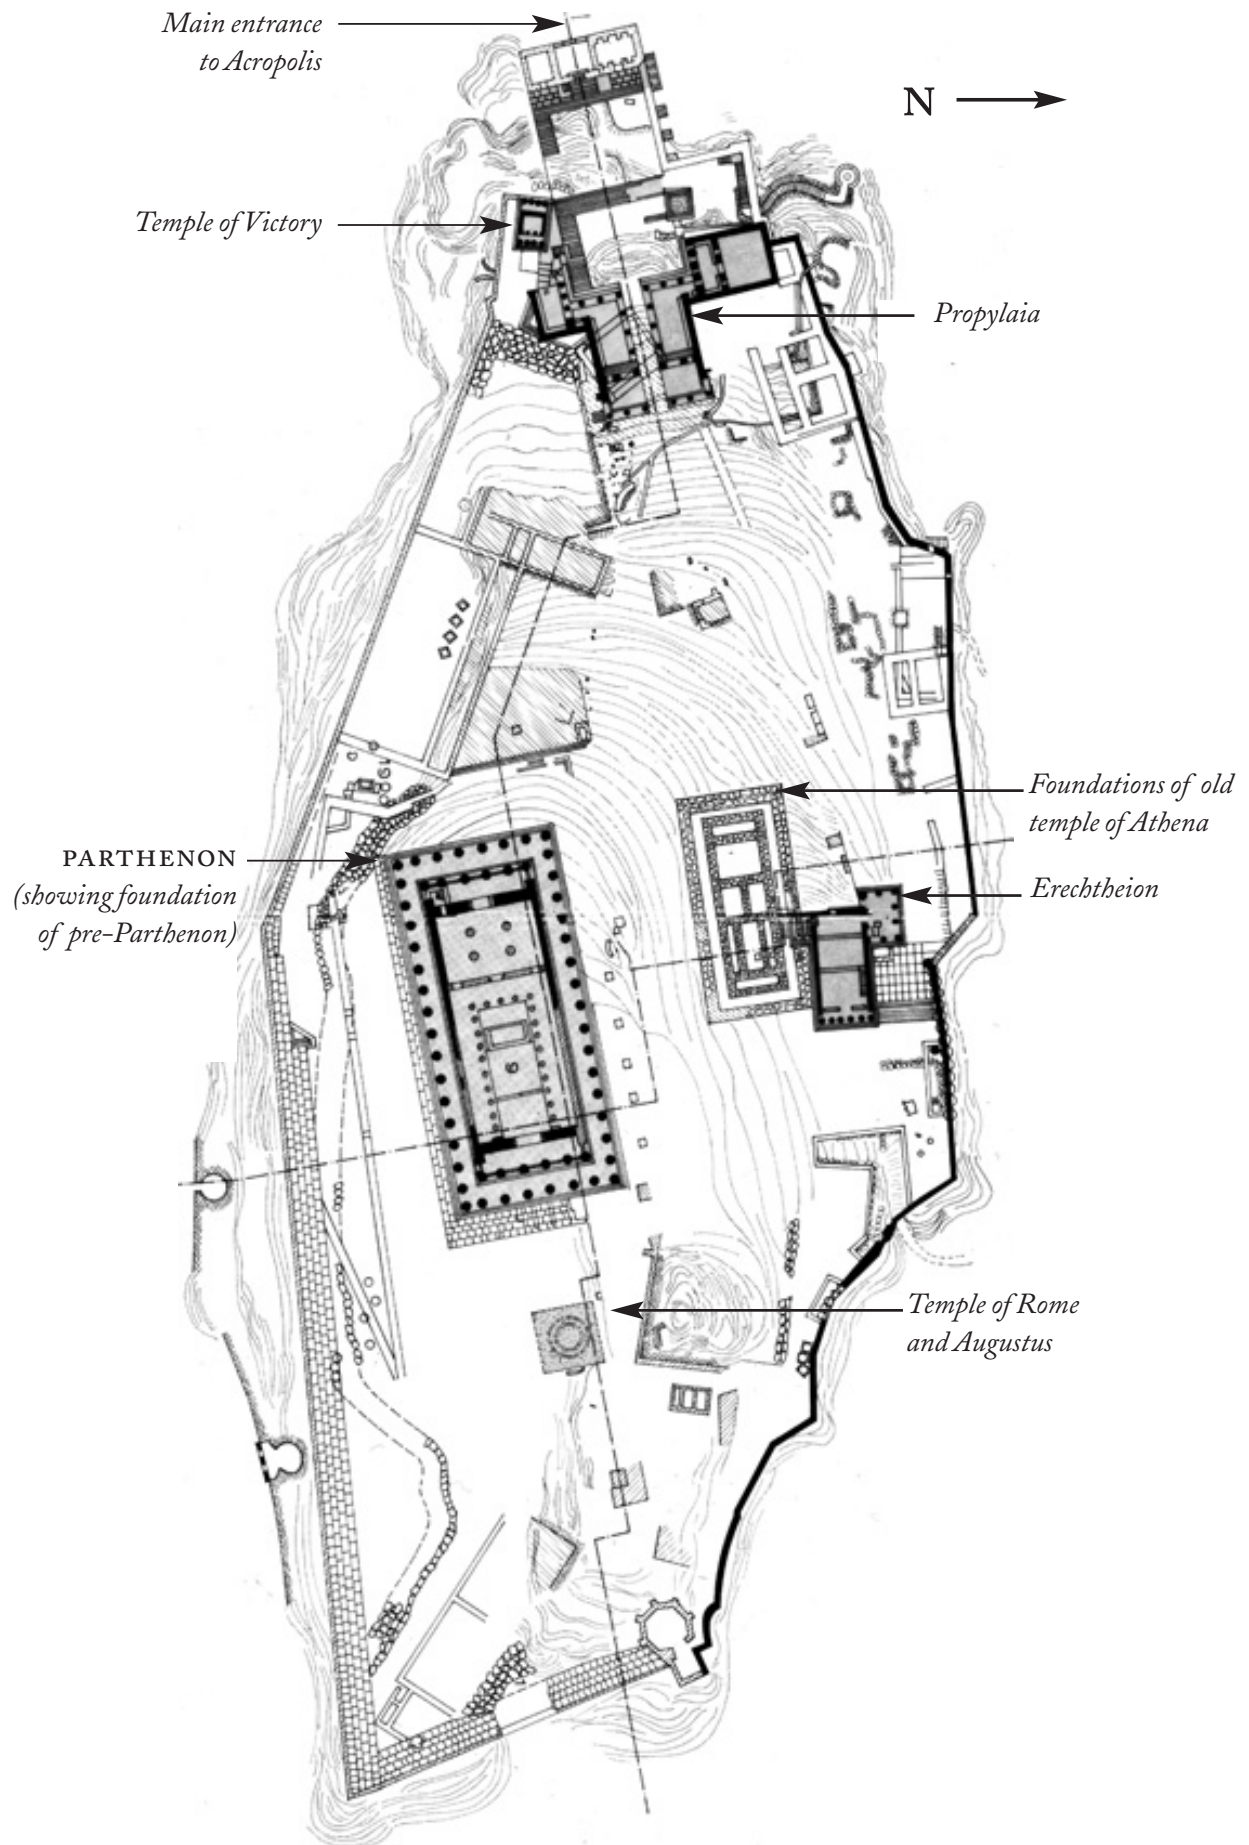 Main entrance
to Acropolis
N
Temple of Victory
Propylaia
Foundations of old
temple of Athena
PARTHENON
(showing foundation
of pre-Parthenon)
Erechtheion
6
Temple of Rome
and Augustus